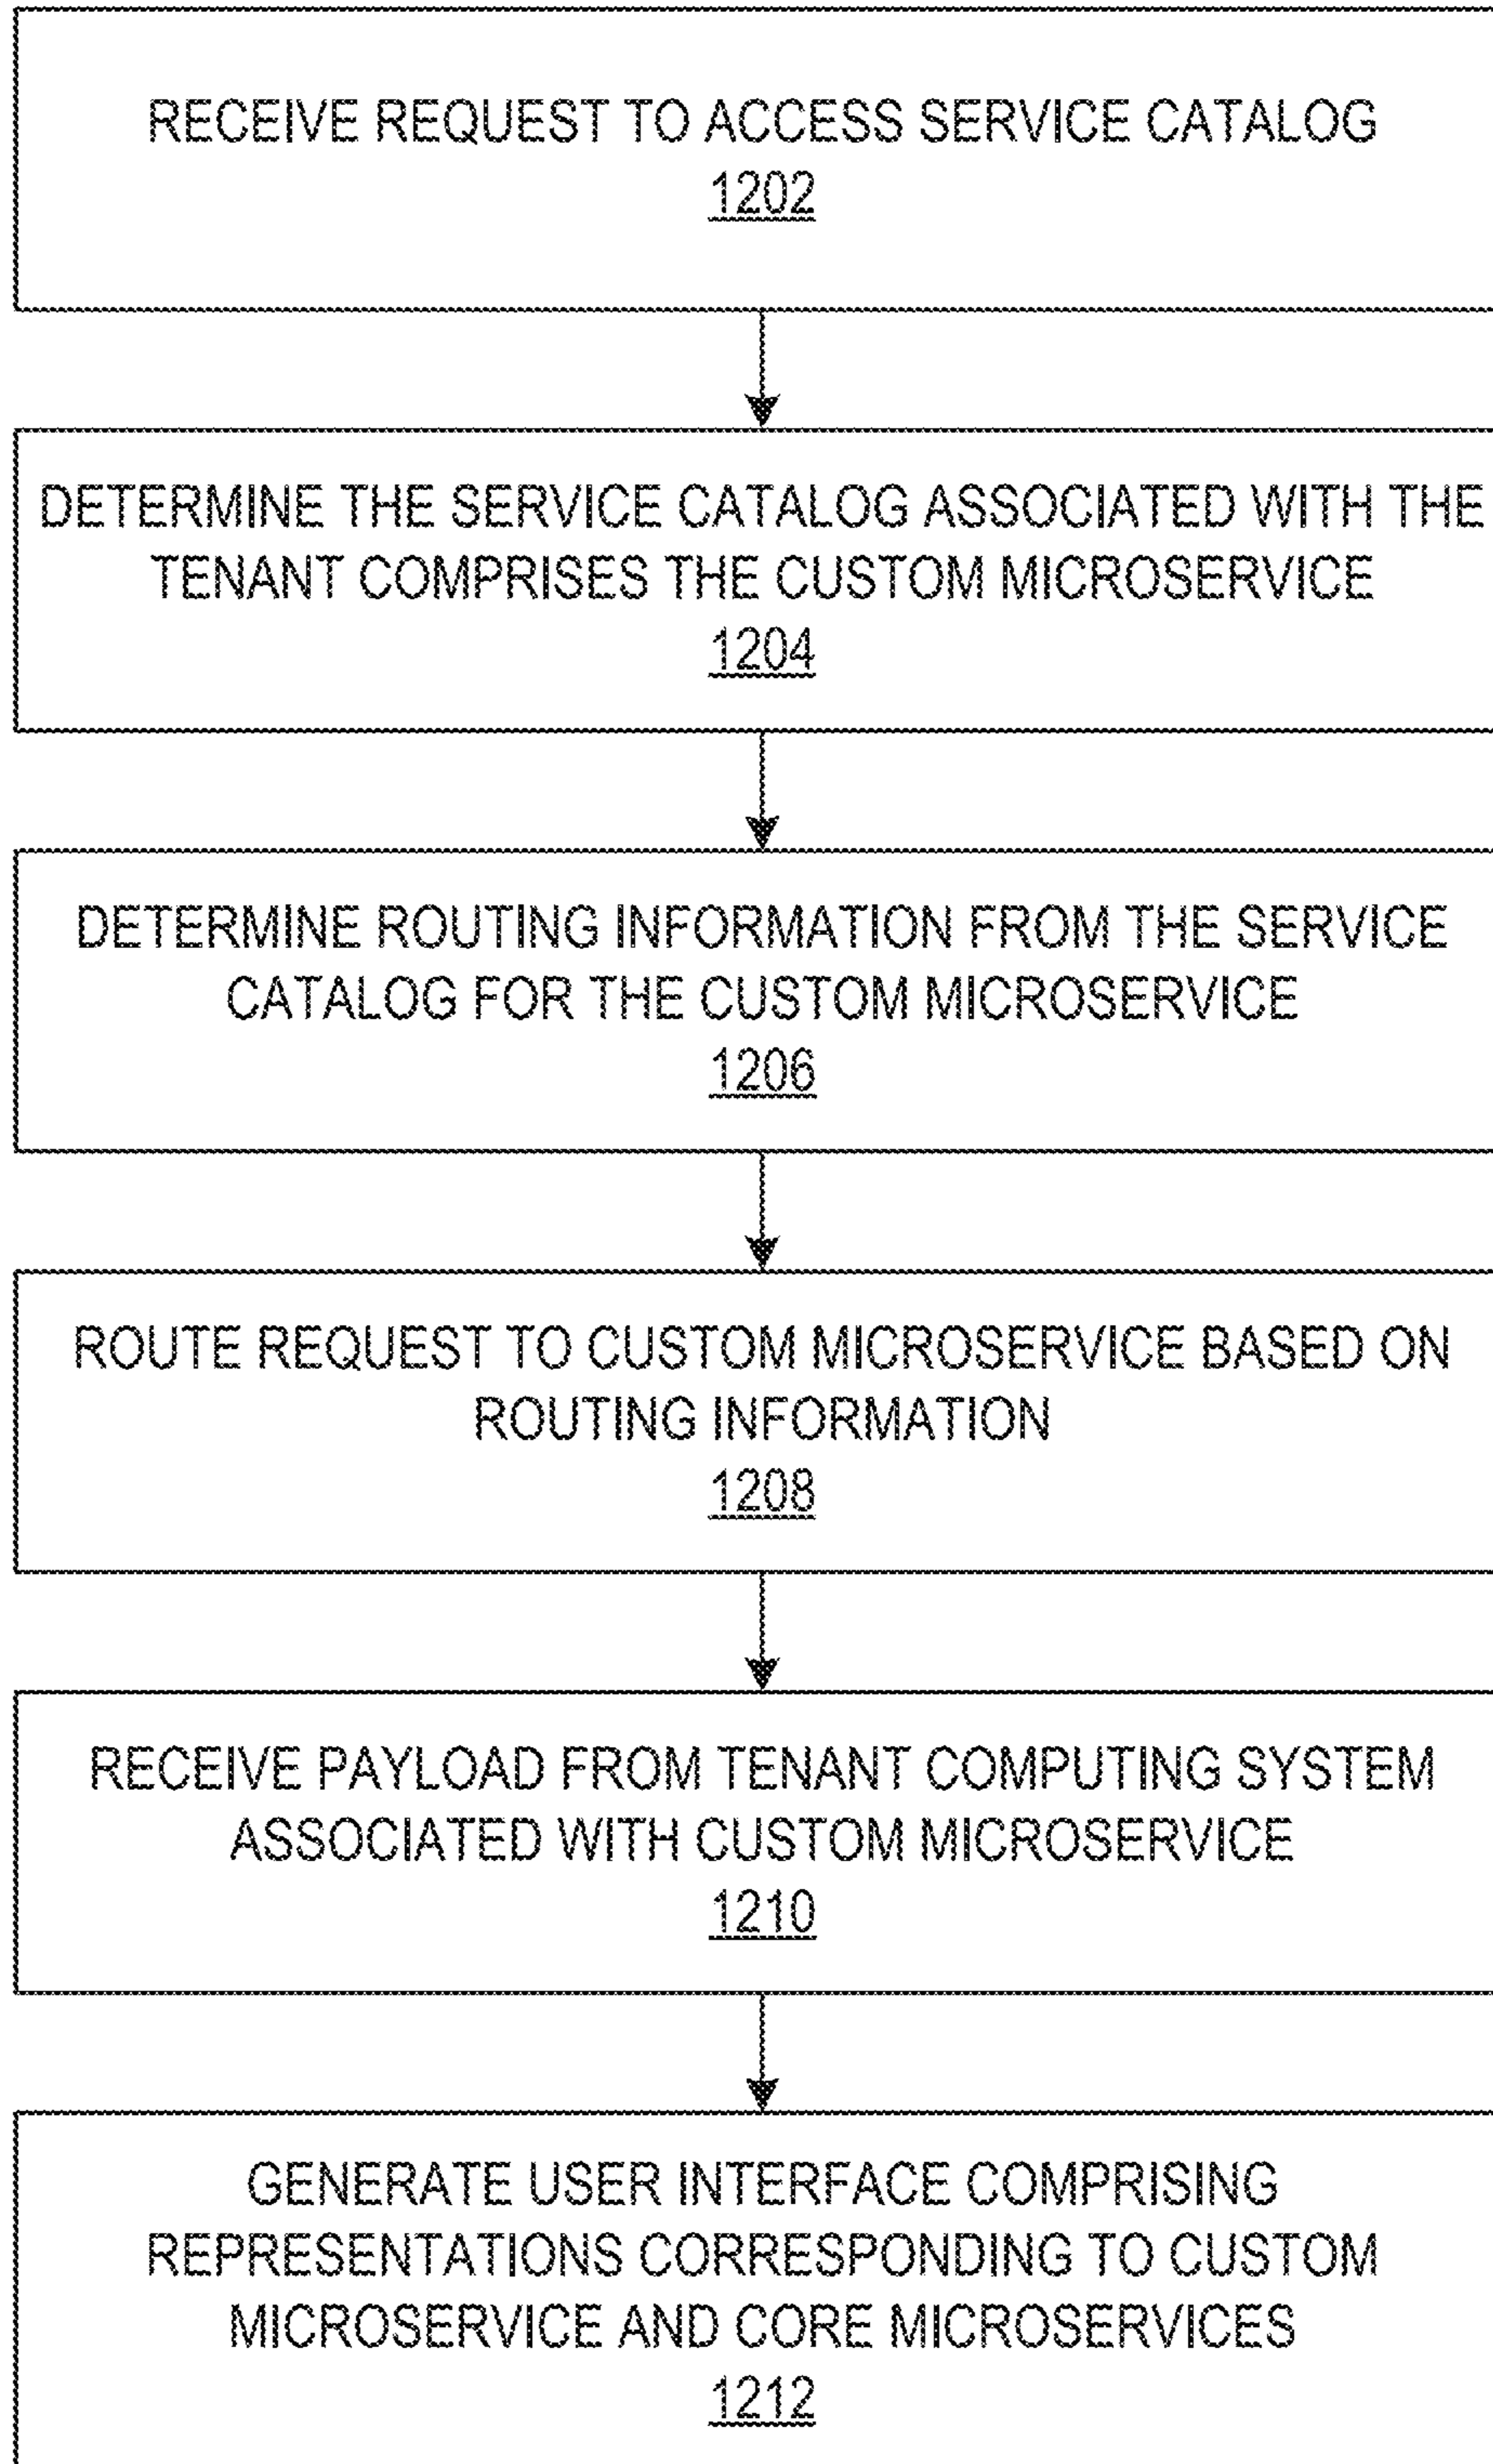 RECEIVE REQUEST TO ACCESS SERVICE CATALOG
1202
DETERMINE THE SERVICE CATALOG ASSOCIATED WITH THE
TENANT COMPRISES THE CUSTOM MICROSERVICE
1204
DETERMINE ROUTING INFORMATION FROM THE SERVICE
CATALOG FOR THE CUSTOM MICROSERVICE
1206
ROUTE REQUEST TO CUSTOM MICROSERVICE BASED ON
ROUTING INFORMATION
1208
RECEIVE PAYLOAD FROM TENANT COMPUTING SYSTEM
ASSOCIATED WITH CUSTOM MICROSERVICE
1210
GENERATE USER INTERFACE COMPRISING
REPRESENTATIONS CORRESPONDING TO CUSTOM
MICROSERVICE AND CORE MICROSERVICES
1212